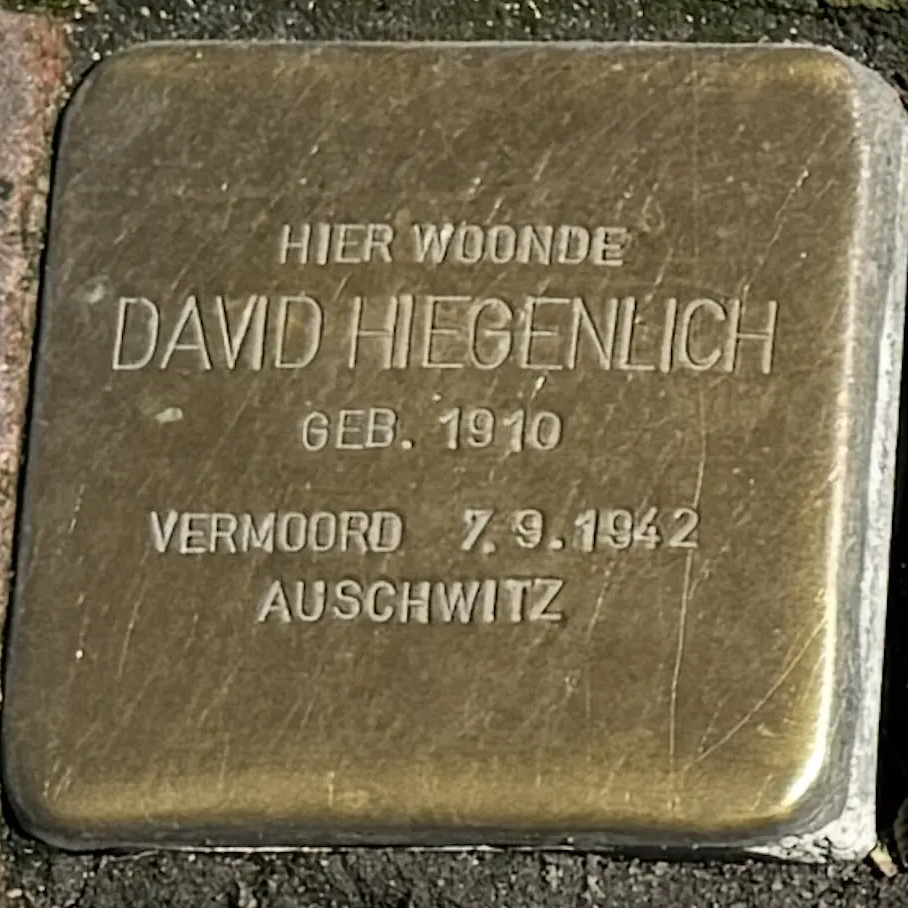 HIER WOONDE
DAVID HIEGENLICH
GEB. 1910
VERMOORD 7.9.1942
AUSCHWITZ